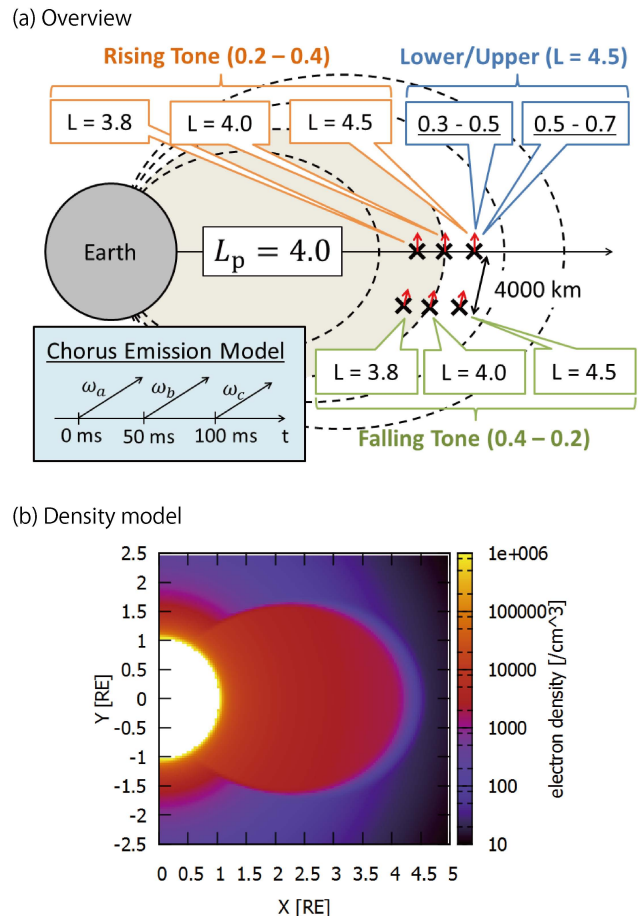 (a) Overview
Rising Tone (0.2 – 0.4)
Lower/Upper (L = 4.5)
L = 3.8
L = 4.0
L = 4.5
0.3 - 0.5
0.5 - 0.7
Earth
Lp = 4.0
4000 km
Chorus Emission Model
ωa
ωb
ωc
0 ms
50 ms
100 ms
t
L = 3.8
L = 4.0
L = 4.5
Falling Tone (0.4 – 0.2)
(b) Density model
2.5
2
1.5
1
0.5
0
-0.5
-1
-1.5
-2
-2.5
Y [RE]
0 0.5 1 1.5 2 2.5 3 3.5 4 4.5 5
X [RE]
1e+006
100000
10000
1000
100
10
electron density [/cm^3]